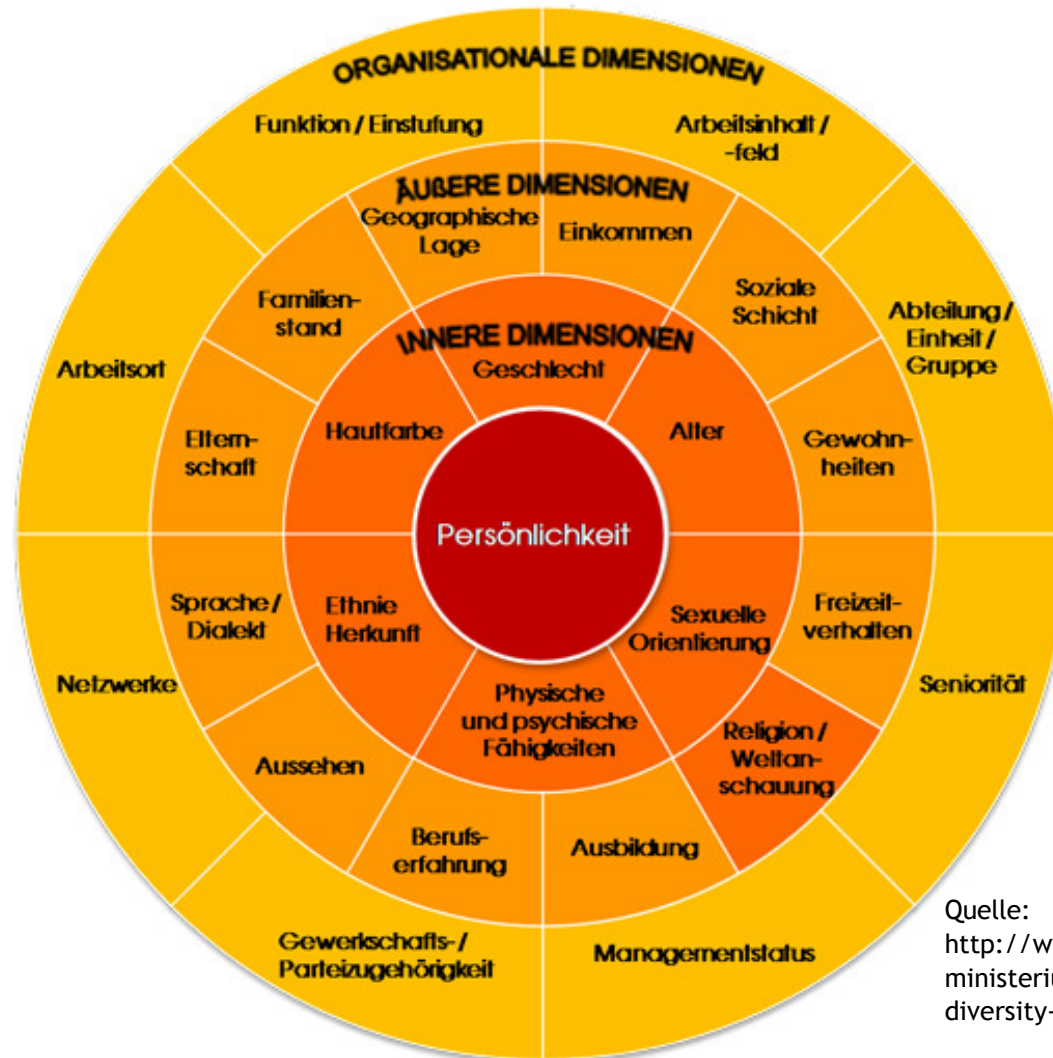 ORGANISATIONALE DIMENSIONEN
Funktion / Einstufung
Arbeitsinhalt /
-feld
Abteilung /
Einheit /
Gruppe
Seniorität
Managementstatus
Gewerkschafts- /
Parteizugehörigkeit
Netzwerke
Arbeitsort
ÄUßERE DIMENSIONEN
Geographische
Lage
Einkommen
Soziale
Schicht
Gewohn-
heiten
Freizeit-
verhalten
Religion /
Weltan-
schauung
Ausbildung
Berufs-
erfahrung
Aussehen
Sprache /
Dialekt
Eltern-
schaft
Familien-
stand
INNERE DIMENSIONEN
Geschlecht
Alter
Sexuelle
Orientierung
Physische
und psychische
Fähigkeiten
Ethnie
Herkunft
Hautfarbe
Persönlichkeit
Quelle:
http://w
ministeriu
diversity-